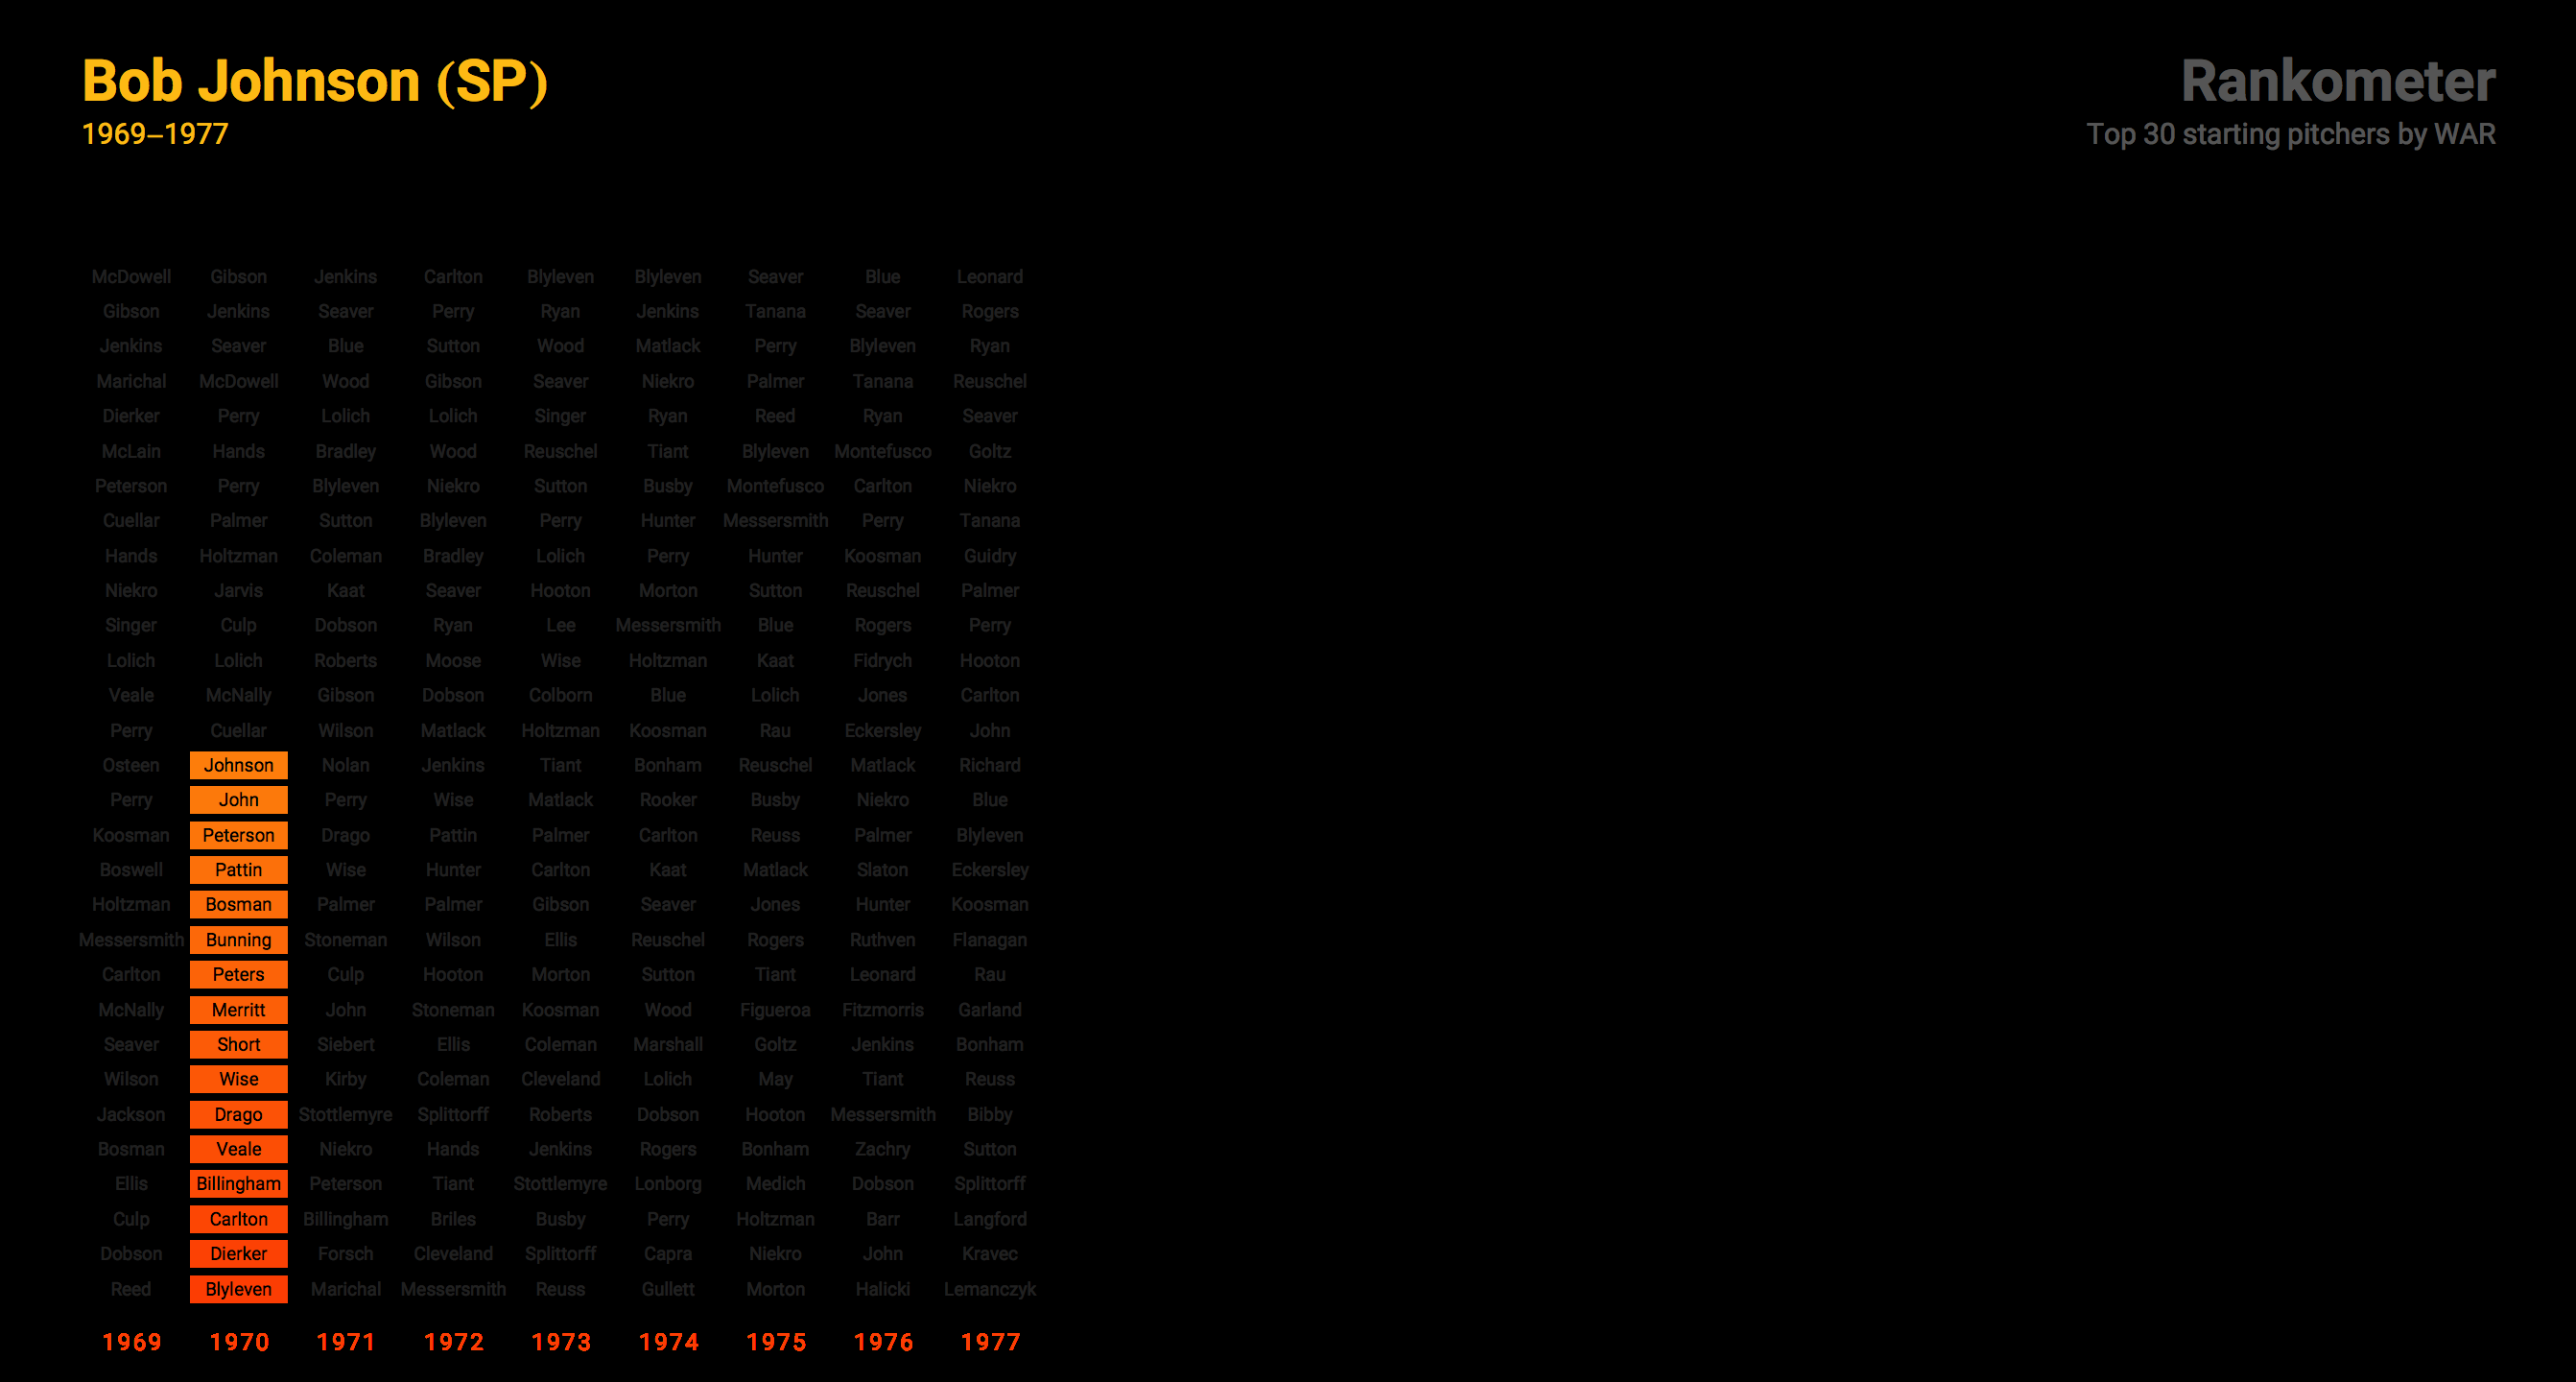 Bob Johnson (SP)
1969–1977
Rankometer
Top 30 starting pitchers by WAR
McDowell Gibson Jenkins Carlton Blyleven Blyleven Seaver Blue Leonard
Gibson Jenkins Seaver Perry Ryan Jenkins Tanana Seaver Rogers
Jenkins Seaver Blue Sutton Wood Matlack Perry Blyleven Ryan
Marichal McDowell Wood Gibson Seaver Niekro Palmer Tanana Reuschel
Dierker Perry Lolich Lolich Singer Ryan Reed Ryan Seaver
McLain Hands Bradley Wood Reuschel Tiant Blyleven Montefusco Goltz
Peterson Perry Blyleven Niekro Sutton Busby Montefusco Carlton Niekro
Cuellar Palmer Sutton Blyleven Perry Hunter Messersmith Perry Tanana
Hands Holtzman Coleman Bradley Lolich Perry Hunter Koosman Guidry
Niekro Jarvis Kaat Seaver Hooton Morton Sutton Reuschel Palmer
Singer Culp Dobson Ryan Lee Messersmith Blue Rogers Perry
Lolich Lolich Roberts Moose Wise Holtzman Kaat Fidrych Hooton
Veale McNally Gibson Dobson Colborn Blue Lolich Jones Carlton
Perry Cuellar Wilson Matlack Holtzman Koosman Rau Eckersley John
Osteen Johnson Nolan Jenkins Tiant Bonham Reuschel Matlack Richard
Perry John Perry Wise Matlack Rooker Busby Niekro Blue
Koosman Peterson Drago Pattin Palmer Carlton Reuss Palmer Blyleven
Boswell Pattin Wise Hunter Carlton Kaat Matlack Slaton Eckersley
Holtzman Bosman Palmer Palmer Gibson Seaver Jones Hunter Koosman
Messersmith Bunning Stoneman Wilson Ellis Reuschel Rogers Ruthven Flanagan
Carlton Peters Culp Hooton Morton Sutton Tiant Leonard Rau
McNally Merritt John Stoneman Koosman Wood Figueroa Fitzmorris Garland
Seaver Short Siebert Ellis Coleman Marshall Goltz Jenkins Bonham
Wilson Wise Kirby Coleman Cleveland Lolich May Tiant Reuss
Jackson Drago Stottlemyre Splittorff Roberts Dobson Hooton Messersmith Bibby
Bosman Veale Niekro Hands Jenkins Rogers Bonham Zachry Sutton
Ellis Billingham Peterson Tiant Stottlemyre Lonborg Medich Dobson Splittorff
Culp Carlton Billingham Briles Busby Perry Holtzman Barr Langford
Dobson Dierker Forsch Cleveland Splittorff Capra Niekro John Kravec
Reed Blyleven Marichal Messersmith Reuss Gullett Morton Halicki Lemanczyk
1969 1970 1971 1972 1973 1974 1975 1976 1977